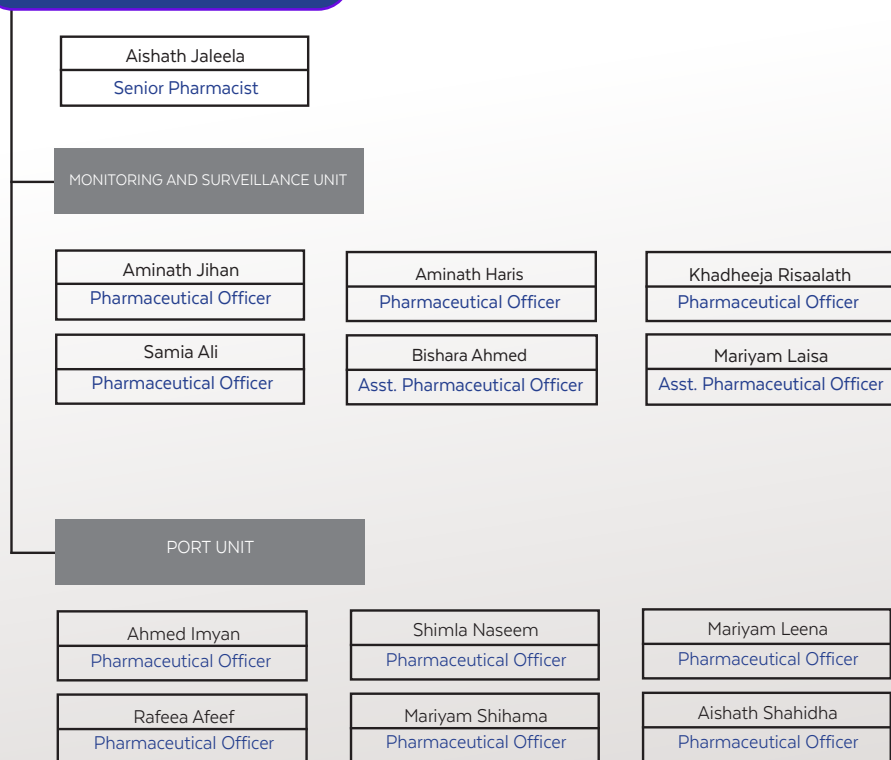 Aishath Jaleela
Senior Pharmacist
MONITORING AND SURVEILLANCE UNIT
Aminath Jihan
Pharmaceutical Officer
Aminath Haris
Pharmaceutical Officer
Khadheeja Risaalath
Pharmaceutical Officer
Samia Ali
Pharmaceutical Officer
Bishara Ahmed
Asst. Pharmaceutical Officer
Mariyam Laisa
Asst. Pharmaceutical Officer
PORT UNIT
Ahmed Imyan
Pharmaceutical Officer
Shimla Naseem
Pharmaceutical Officer
Mariyam Leena
Pharmaceutical Officer
Rafeea Afeef
Pharmaceutical Officer
Mariyam Shihama
Pharmaceutical Officer
Aishath Shahidha
Pharmaceutical Officer